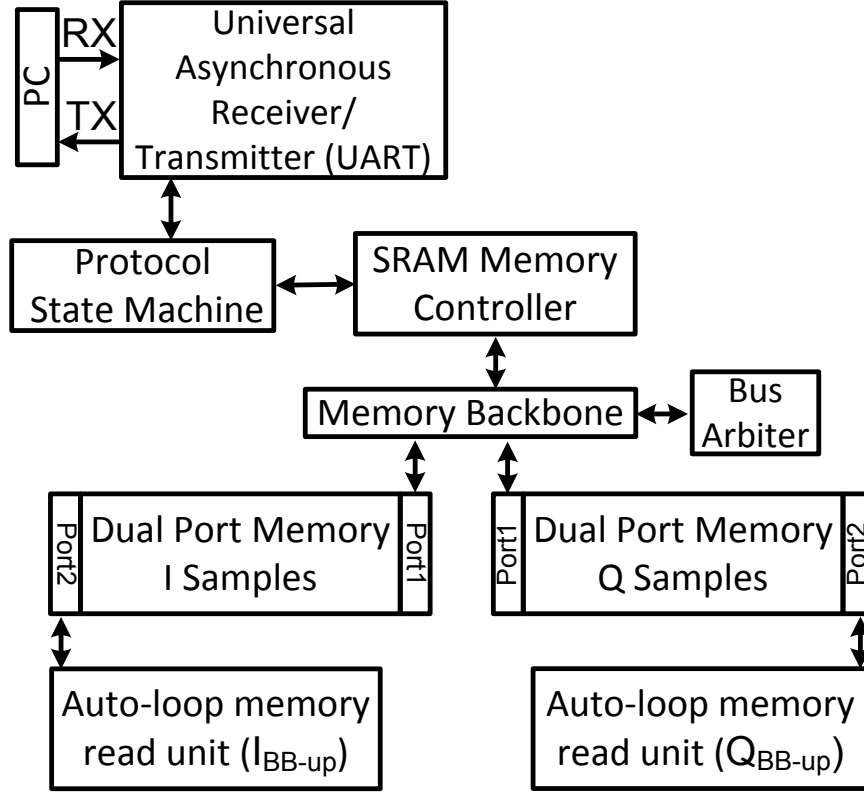 PC
RX
TX
Universal
Asynchronous
Receiver/
Transmitter (UART)
Protocol
State Machine
SRAM Memory
Controller
Memory Backbone
Bus
Arbiter
Port2
Dual Port Memory
I Samples
Port1
Port1
Dual Port Memory
Q Samples
Port2
Auto-loop memory
read unit (I_BB-up)
Auto-loop memory
read unit (Q_BB-up)